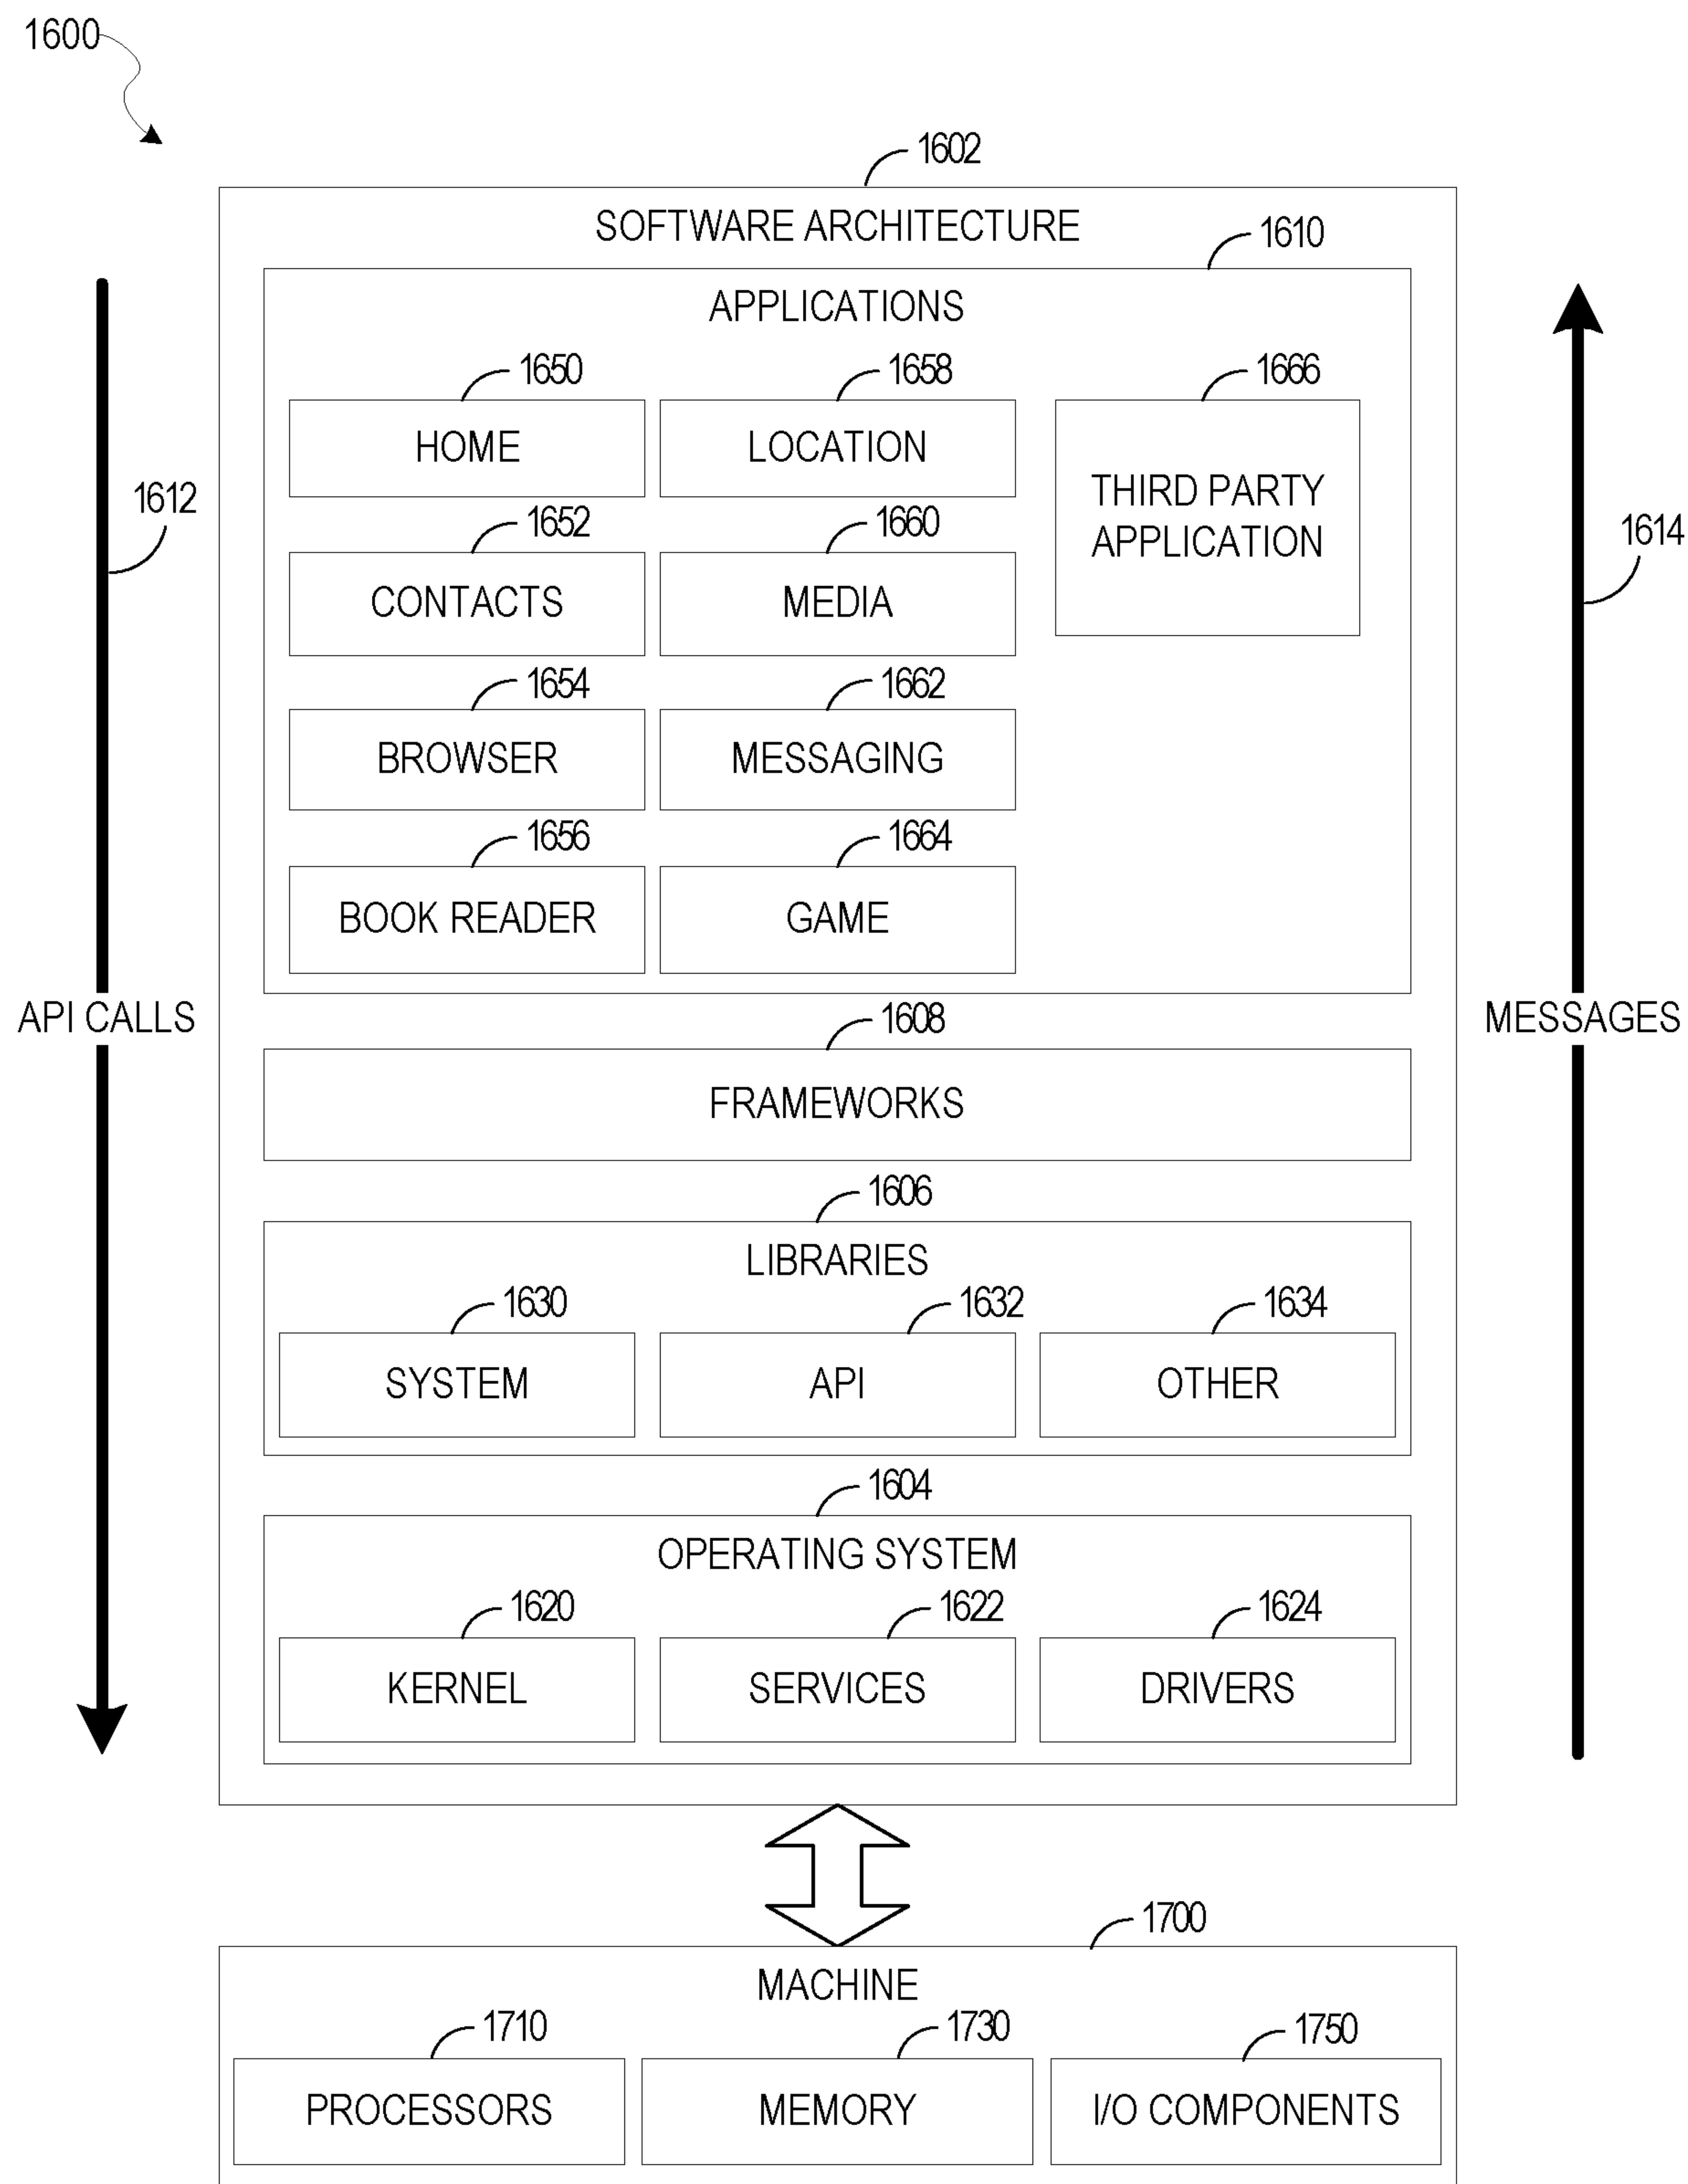 1600
1602
SOFTWARE ARCHITECTURE
1610
APPLICATIONS
1650
1658
1666
HOME
LOCATION
THIRD PARTY
APPLICATION
1612
1614
1652
1660
CONTACTS
MEDIA
1654
1662
BROWSER
MESSAGING
1656
1664
BOOK READER
GAME
API CALLS
MESSAGES
1608
FRAMEWORKS
1606
LIBRARIES
1630
1632
1634
SYSTEM
API
OTHER
1604
OPERATING SYSTEM
1620
1622
1624
KERNEL
SERVICES
DRIVERS
1700
MACHINE
1710
1730
1750
PROCESSORS
MEMORY
I/O COMPONENTS